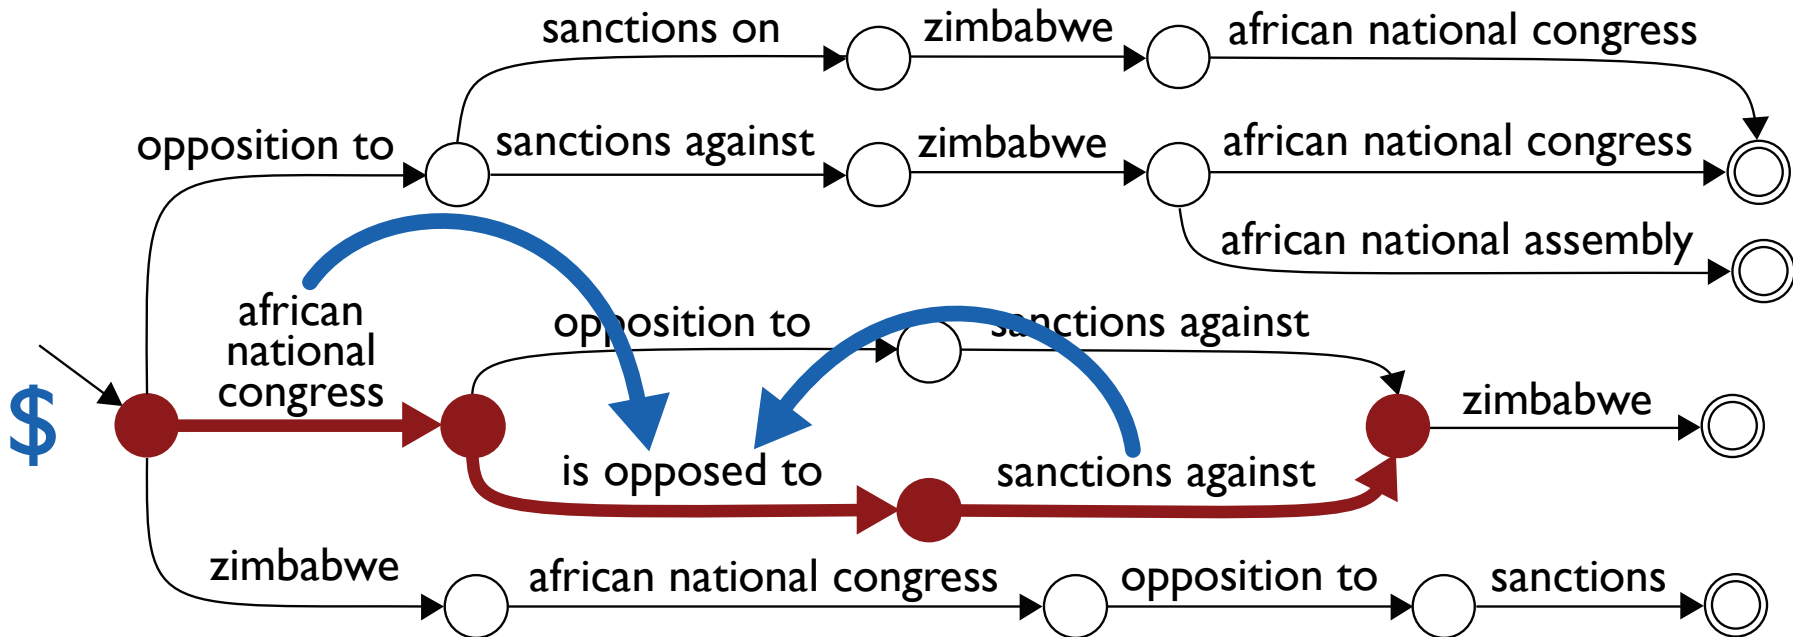 sanctions on
zimbabwe
african national congress
opposition to
sanctions against
zimbabwe
african national congress
african national assembly
african
national
congress
opposition to
sanctions against
$
zimbabwe
is opposed to
sanctions against
zimbabwe
african national congress
opposition to
sanctions